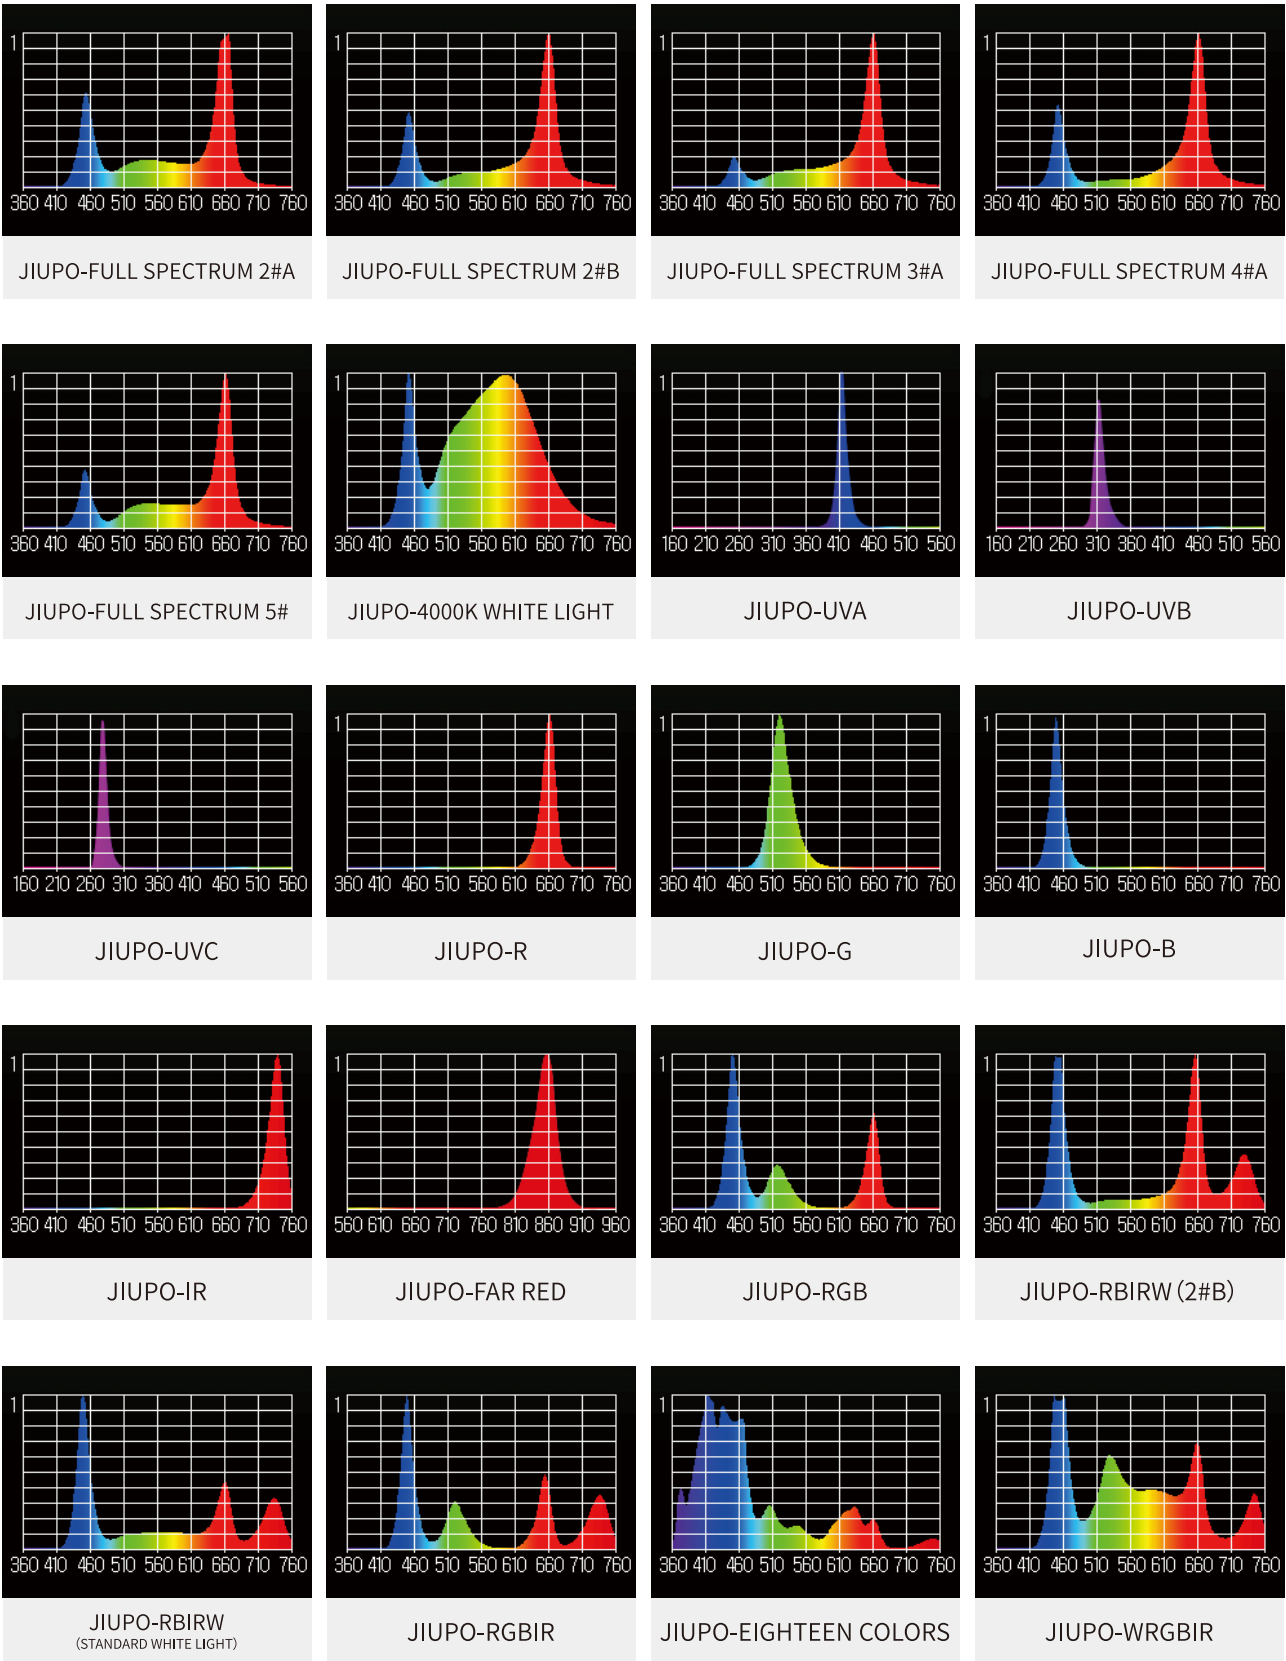 1 1 1 1
360 410 460 510 560 610 660 710 760 360 410 460 510 560 610 660 710 760 360 410 460 510 560 610 660 710 760 360 410 460 510 560 610 660 710 760
JIUPO-FULL SPECTRUM 2#A JIUPO-FULL SPECTRUM 2#B JIUPO-FULL SPECTRUM 3#A JIUPO-FULL SPECTRUM 4#A
1 1 1
360 410 460 510 560 610 660 710 760 360 410 460 510 560 610 660 710 760 160 210 260 310 360 410 460 510 560 160 210 260 310 360 410 460 510 560
JIUPO-FULL SPECTRUM 5# JIUPO-4000K WHITE LIGHT JIUPO-UVA JIUPO-UVB
1 1 1
160 210 260 310 360 410 460 510 560 360 410 460 510 560 610 660 710 760 360 410 460 510 560 610 660 710 760 360 410 460 510 560 610 660 710 760
JIUPO-UVC JIUPO-R JIUPO-G JIUPO-B
1 1 1 1
360 410 460 510 560 610 660 710 760 560 610 660 710 760 810 860 910 960 360 410 460 510 560 610 660 710 760 360 410 460 510 560 610 660 710 760
JIUPO-IR JIUPO-FAR RED JIUPO-RGB JIUPO-RBIRW (2#B)
1 1 1 1
360 410 460 510 560 610 660 710 760 360 410 460 510 560 610 660 710 760 360 410 460 510 560 610 660 710 760 360 410 460 510 560 610 660 710 760
JIUPO-RBIRW
(STANDARD WHITE LIGHT)
JIUPO-RGBIR JIUPO-EIGHTEEN COLORS JIUPO-WRGBIR